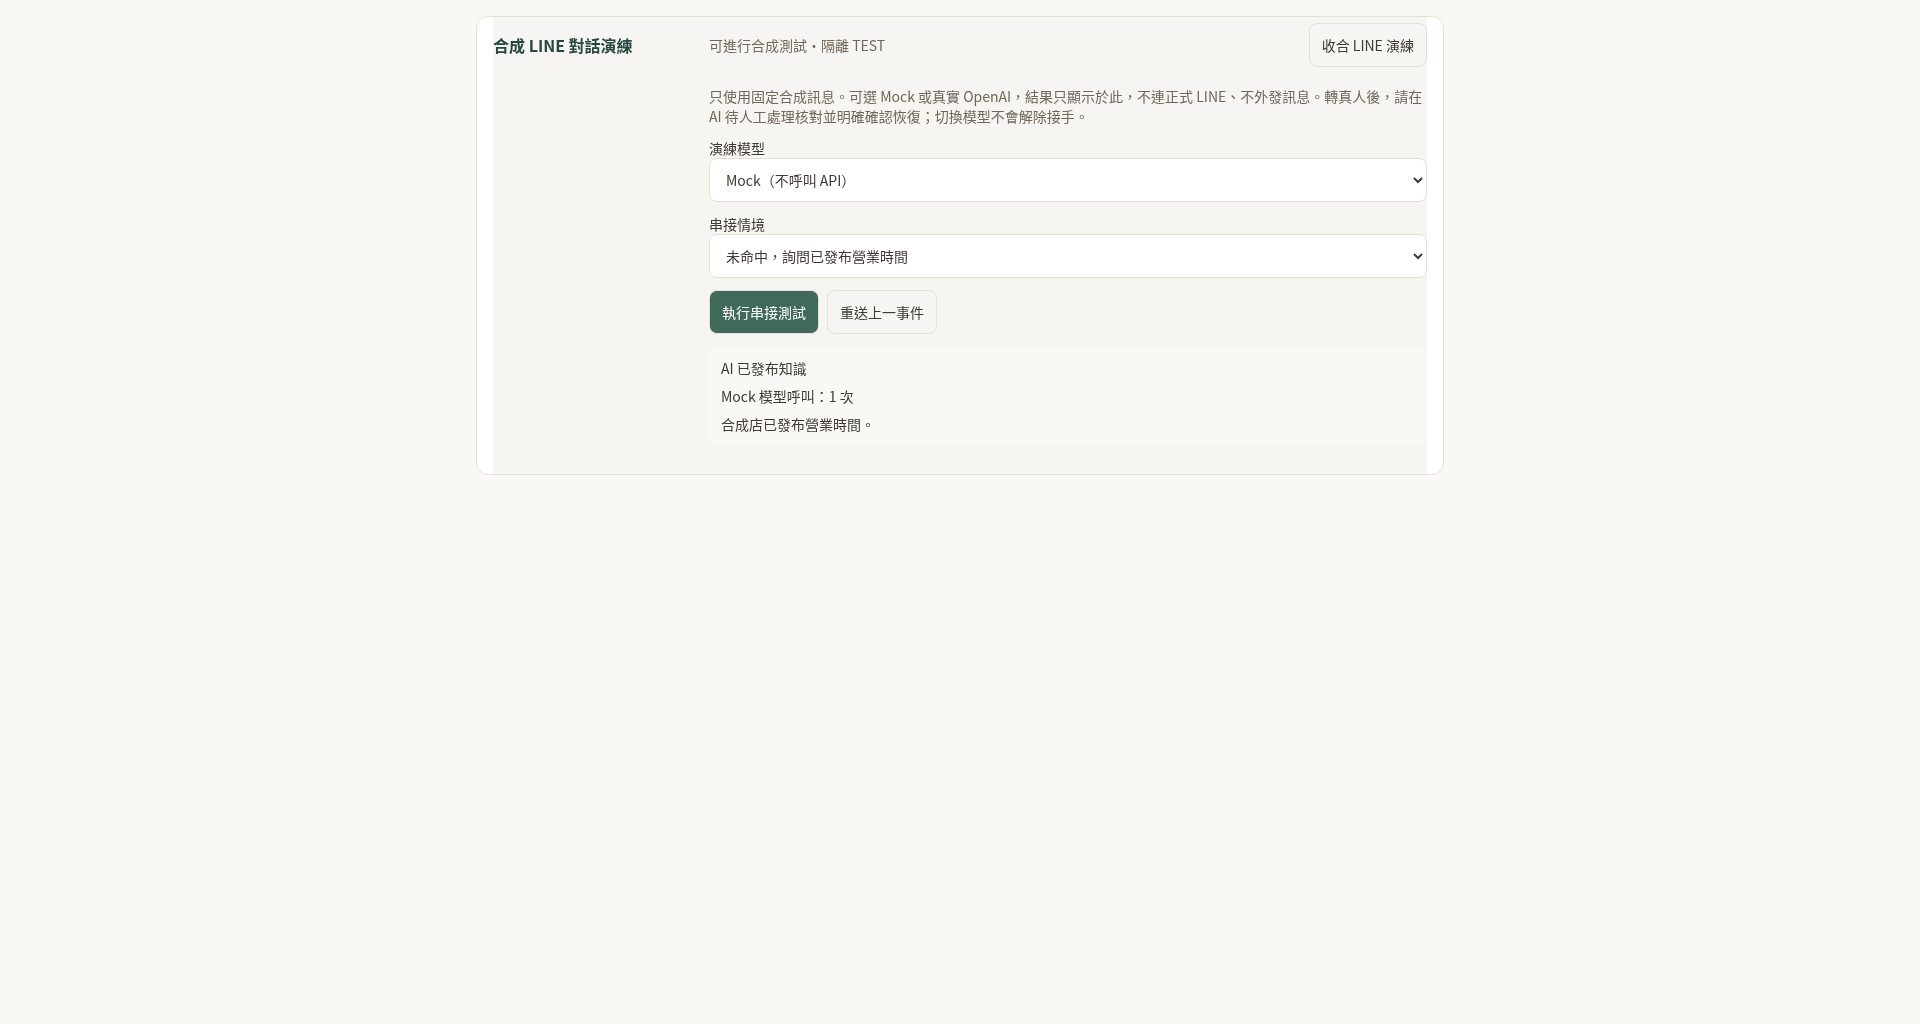 合成 LINE 對話演練
可進行合成測試・隔離 TEST
收合 LINE 演練
只使用固定合成訊息。可選 Mock 或真實 OpenAI，結果只顯示於此，不連正式 LINE、不外發訊息。轉真人後，請在
AI 待人工處理核對並明確確認恢復；切換模型不會解除接手。
演練模型
Mock（不呼叫 API）
串接情境
未命中，詢問已發布營業時間
執行串接測試
重送上一事件
AI 已發布知識
Mock 模型呼叫：1 次
合成店已發布營業時間。